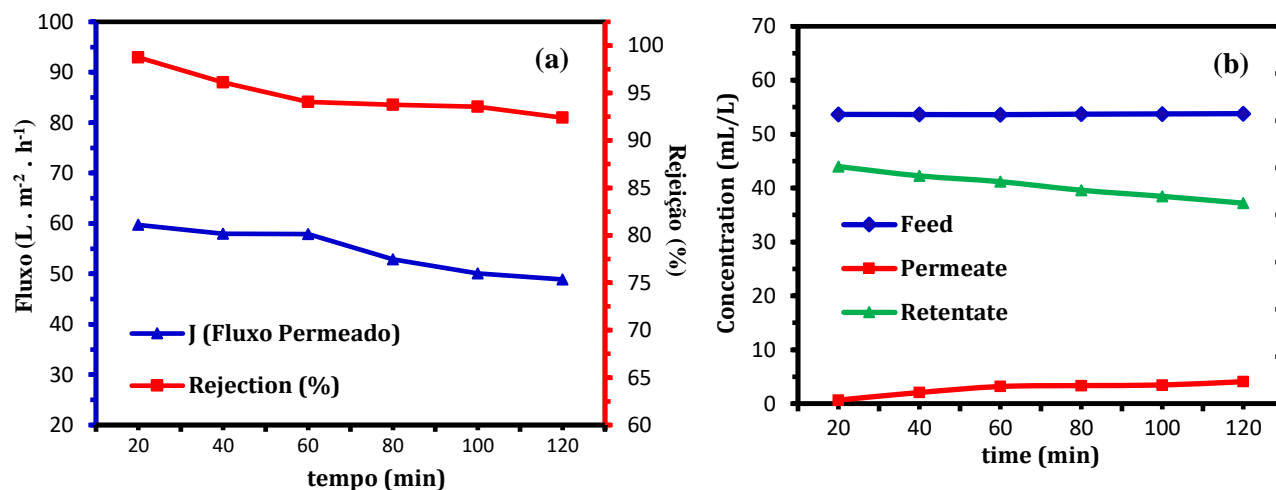 (a)
Fluxo (L . m⁻² . h⁻¹)
100
90
80
70
60
50
40
30
20
J (Fluxo Permeado)
Rejection (%)
20 40 60 80 100 120
tempo (min)
100
95
90
85
80
75
70
65
60
Rejeição (%)
(b)
Concentration (mL/L)
70
60
50
40
30
20
10
0
Feed
Permeate
Retentate
20 40 60 80 100 120
time (min)